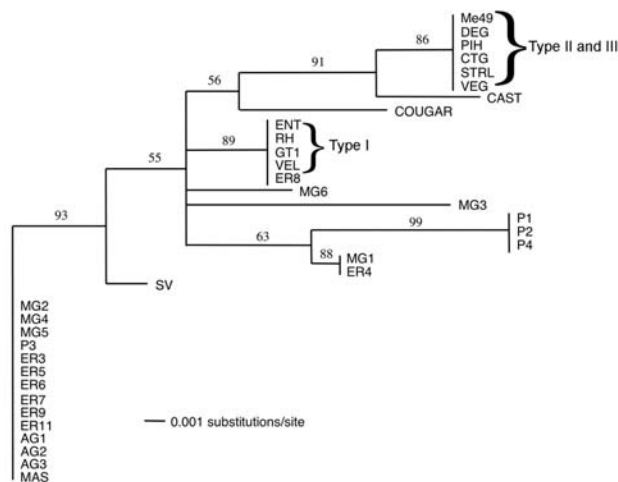 Me49
DEG
86
PIH
Type II and III
CTG
91
STRL
56
VEG
CAST
COUGAR
ENT
RH
89
GT1
Type I
VEL
55
ER8
MG6
MG3
93
P1
99
P2
63
P4
MG1
88
ER4
SV
MG2
MG4
MG5
P3
ER3
ER5
ER6
ER7
ER9
ER11
0.001 substitutions/site
AG1
AG2
AG3
MAS